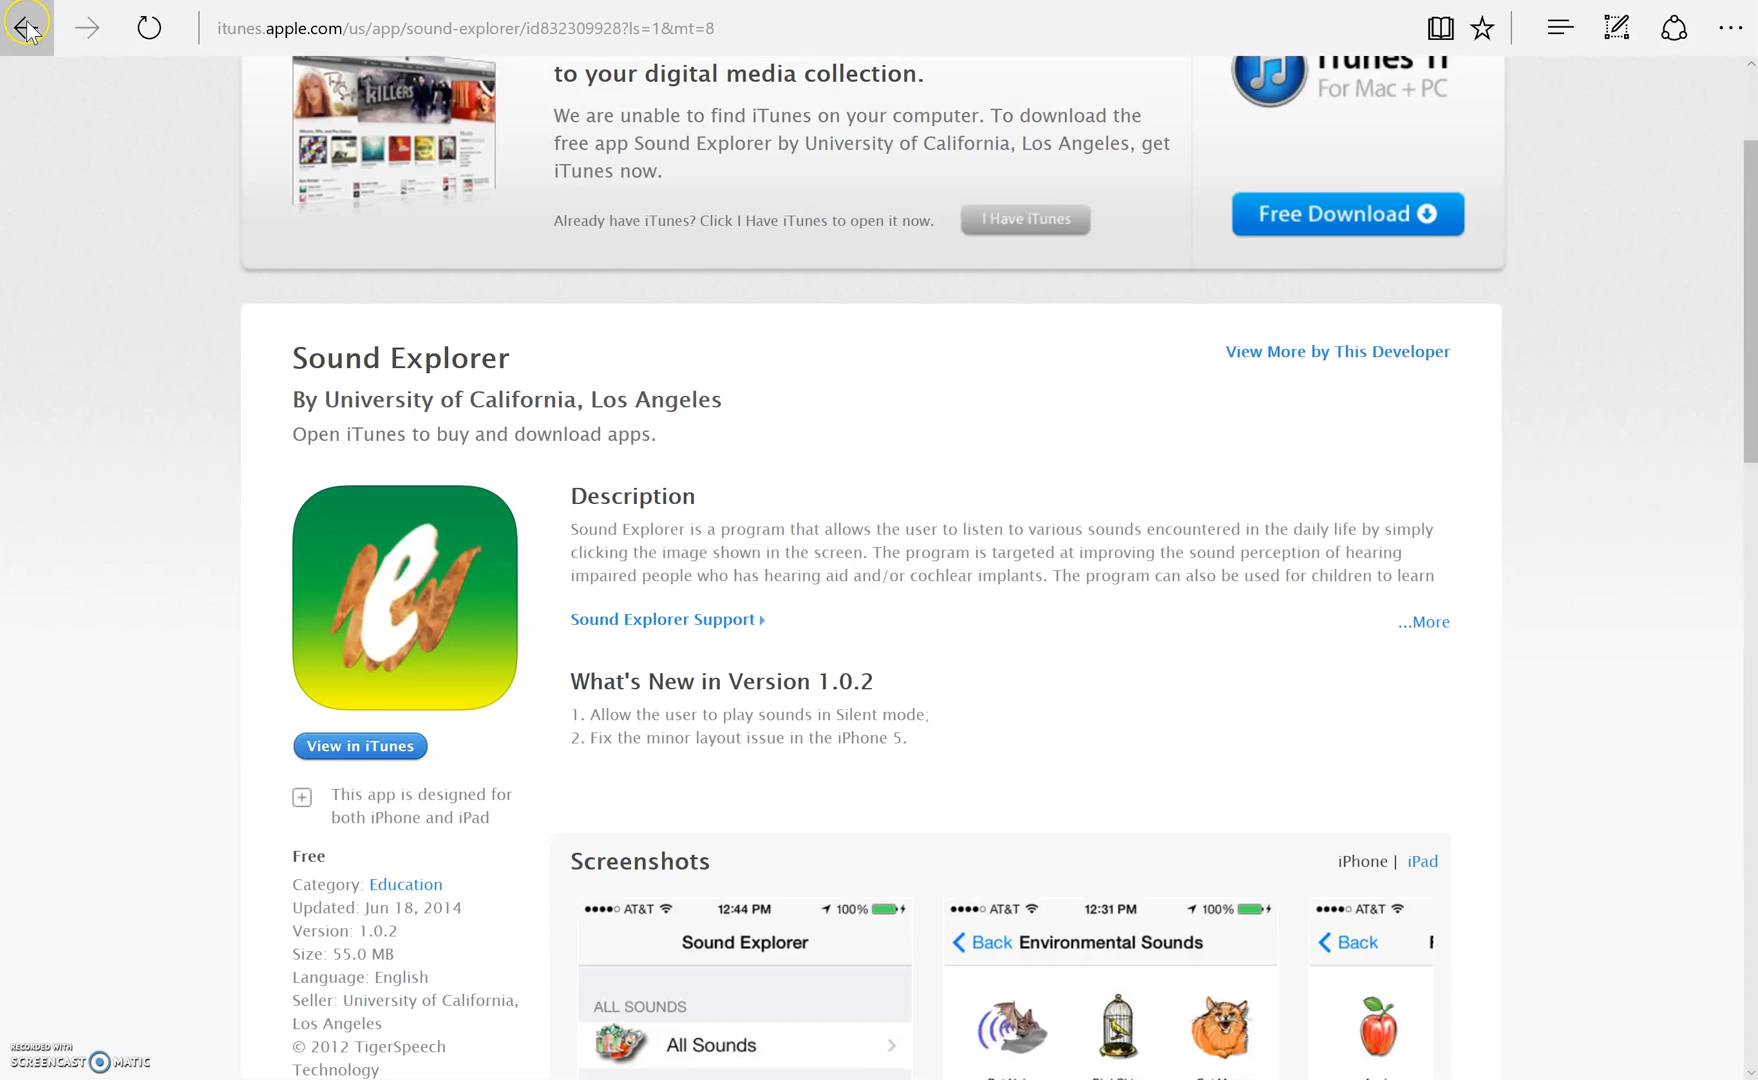 itunes.apple.com/us/app/sound-explorer/id832309928?ls=1&mt=8
to your digital media collection.
iTunes 11
For Mac + PC
KILLERS
We are unable to find iTunes on your computer. To download the
free app Sound Explorer by University of California, Los Angeles, get
iTunes now.
Already have iTunes? Click I Have iTunes to open it now.
I Have iTunes
Free Download
Sound Explorer
View More by This Developer
By University of California, Los Angeles
Open iTunes to buy and download apps.
Description
Sound Explorer is a program that allows the user to listen to various sounds encountered in the daily life by simply
clicking the image shown in the screen. The program is targeted at improving the sound perception of hearing
impaired people who has hearing aid and/or cochlear implants. The program can also be used for children to learn
Sound Explorer Support
...More
What's New in Version 1.0.2
1. Allow the user to play sounds in Silent mode;
2. Fix the minor layout issue in the iPhone 5.
e
View in iTunes
This app is designed for
both iPhone and iPad
Free
Category: Education
Updated: Jun 18, 2014
Version: 1.0.2
Size: 55.0 MB
Language: English
Seller: University of California,
Los Angeles
© 2012 TigerSpeech
Technology
Screenshots
iPhone | iPad
AT&T 12:44 PM 100%
Sound Explorer
ALL SOUNDS
All Sounds
AT&T 12:31 PM 100%
Back Environmental Sounds
AT&T
Back
RECORDED WITH
SCREENCAST MATIC